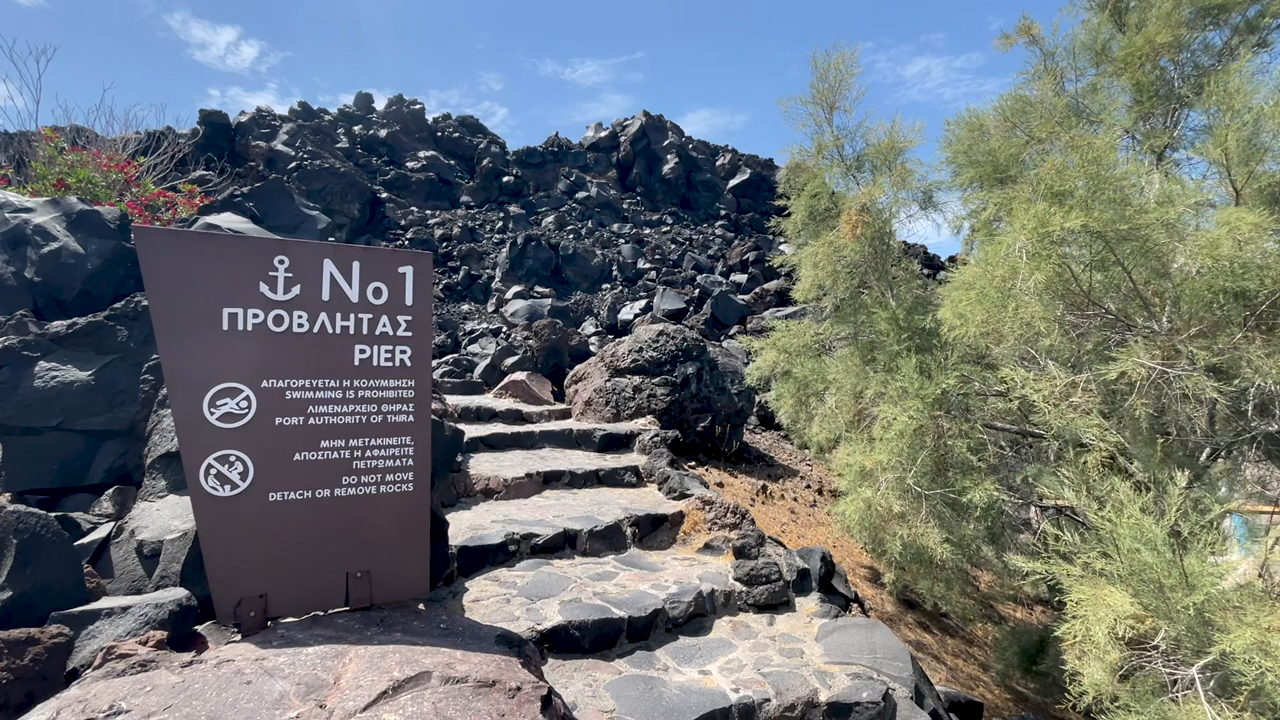 No1
ΠΡΟΒΛΗΤΑΣ
PIER
ΑΠΑΓΟΡΕΥΕΤΑΙ Η ΚΟΛΥΜΒΗΣΗ
SWIMMING IS PROHIBITED
ΛΙΜΕΝΑΡΧΕΙΟ ΘΗΡΑΣ
PORT AUTHORITY OF THIRA
ΜΗΝ ΜΕΤΑΚΙΝΕΙΤΕ,
ΑΠΟΣΠΑΤΕ Η ΑΦΑΙΡΕΙΤΕ
ΠΕΤΡΩΜΑΤΑ
DO NOT MOVE
DETACH OR REMOVE ROCKS